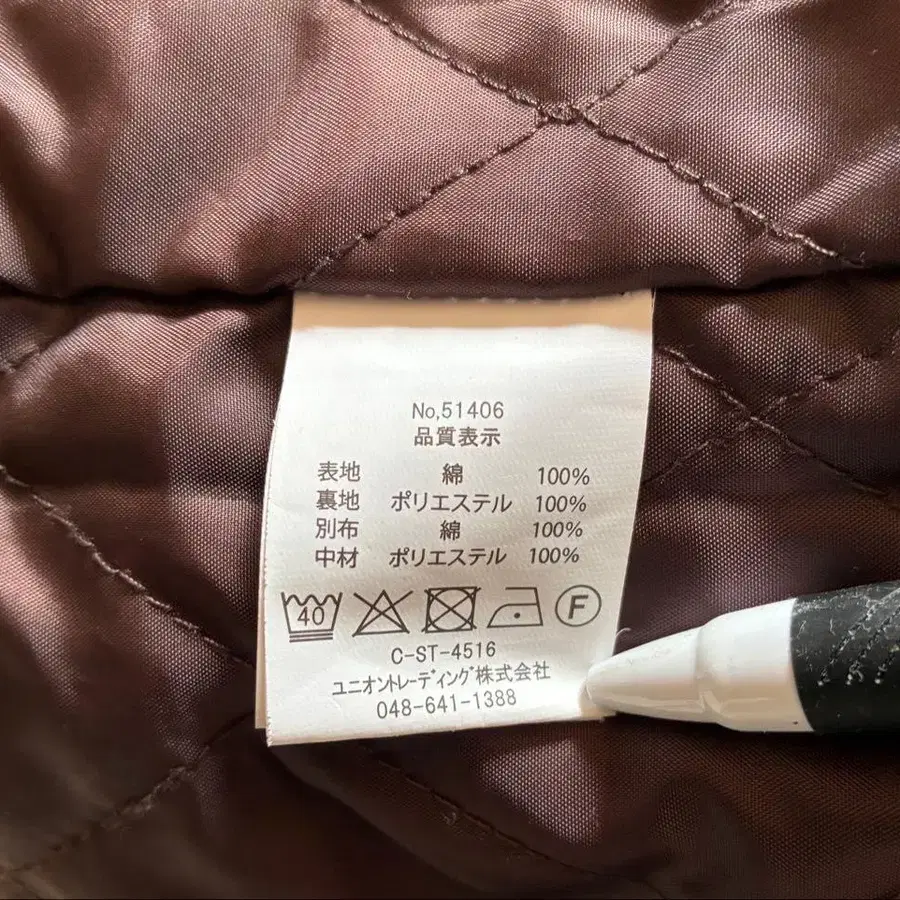 No,51406
品質表示
表地 綿 100%
裏地 ポリエステル 100%
別布 綿 100%
中材 ポリエステル 100%
40 F
C-ST-4516
ユニオントレーディング株式会社
048-641-1388